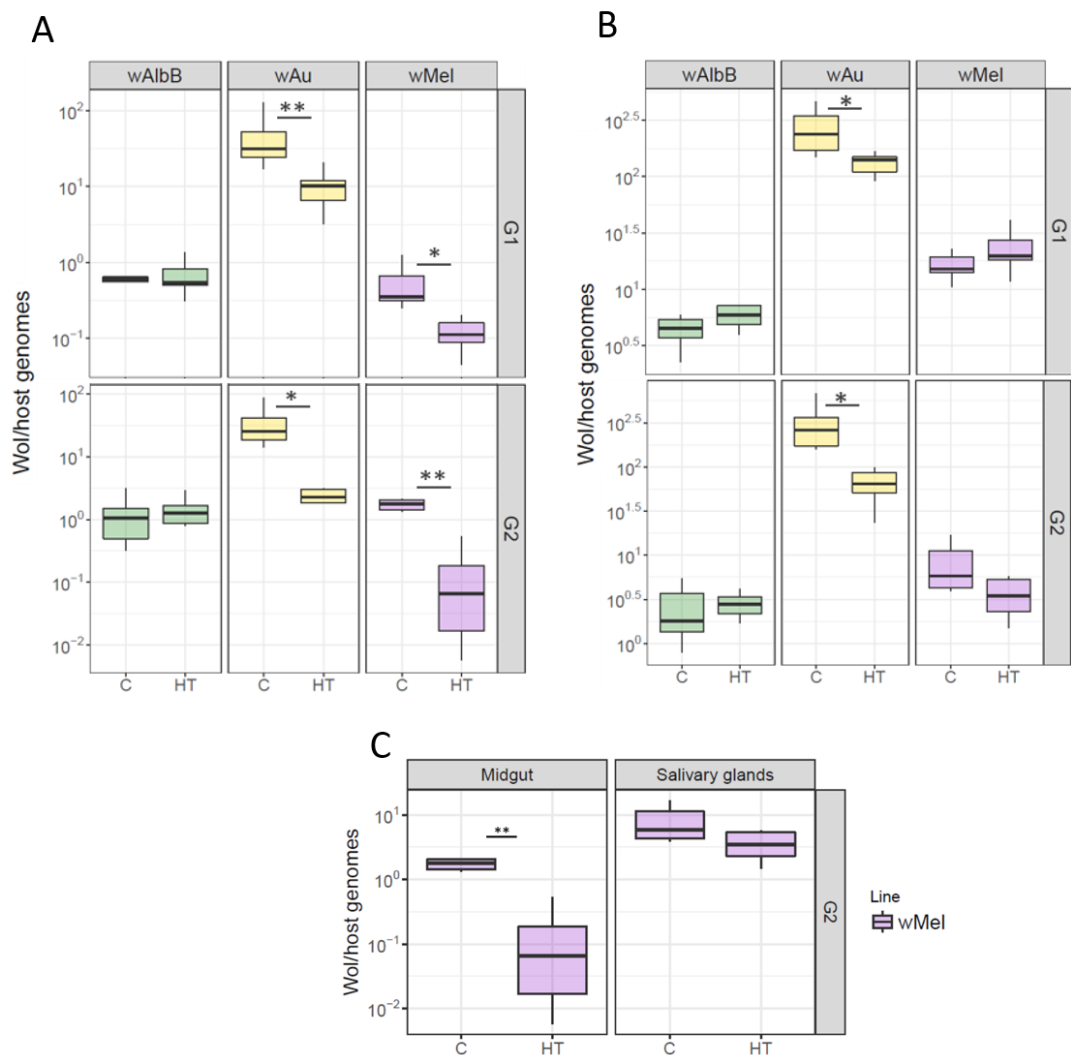 A
wAlbB wAu wMel
10^2
10^1
10^0
10^-1
** *
G1
10^2
10^1
10^0
10^-1
10^-2
* **
G2
C HT C HT C HT
Wol/host genomes
B
wAlbB wAu wMel
10^2.5
10^2
10^1.5
10^1
10^0.5
*
G1
10^2.5
10^2
10^1.5
10^1
10^0.5
10^0
*
G2
C HT C HT C HT
Wol/host genomes
C
Midgut Salivary glands
10^1
10^0
10^-1
10^-2
**
G2
C HT C HT
Wol/host genomes
Line
wMel